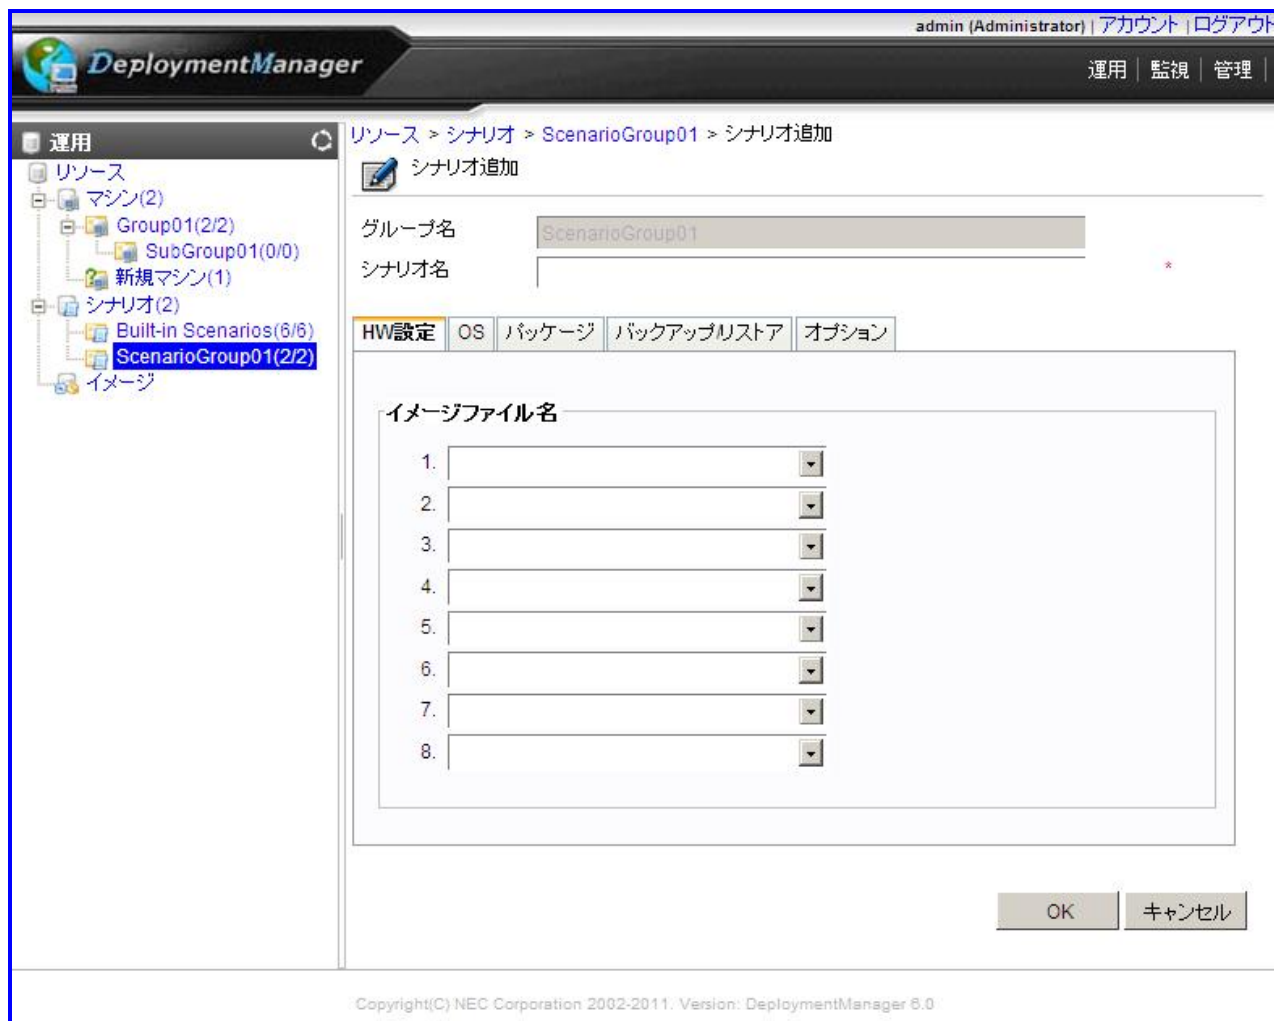 admin (Administrator) | アカウント | ログアウト
DeploymentManager
運用 | 監視 | 管理 |
運用
リソース
マシン(2)
Group01(2/2)
SubGroup01(0/0)
新規マシン(1)
シナリオ(2)
Built-in Scenarios(6/6)
ScenarioGroup01(2/2)
イメージ
リソース > シナリオ > ScenarioGroup01 > シナリオ追加
シナリオ追加
グループ名 ScenarioGroup01
シナリオ名 *
HW設定 OS パッケージ バックアップ/リストア オプション
イメージファイル名
1.
2.
3.
4.
5.
6.
7.
8.
OK キャンセル
Copyright(C) NEC Corporation 2002-2011. Version: DeploymentManager 6.0